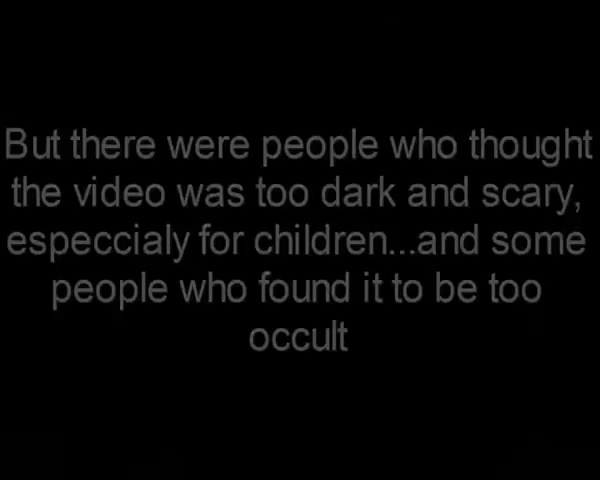 But there were people who thought
the video was too dark and scary,
especcialy for children...and some
people who found it to be too
occult